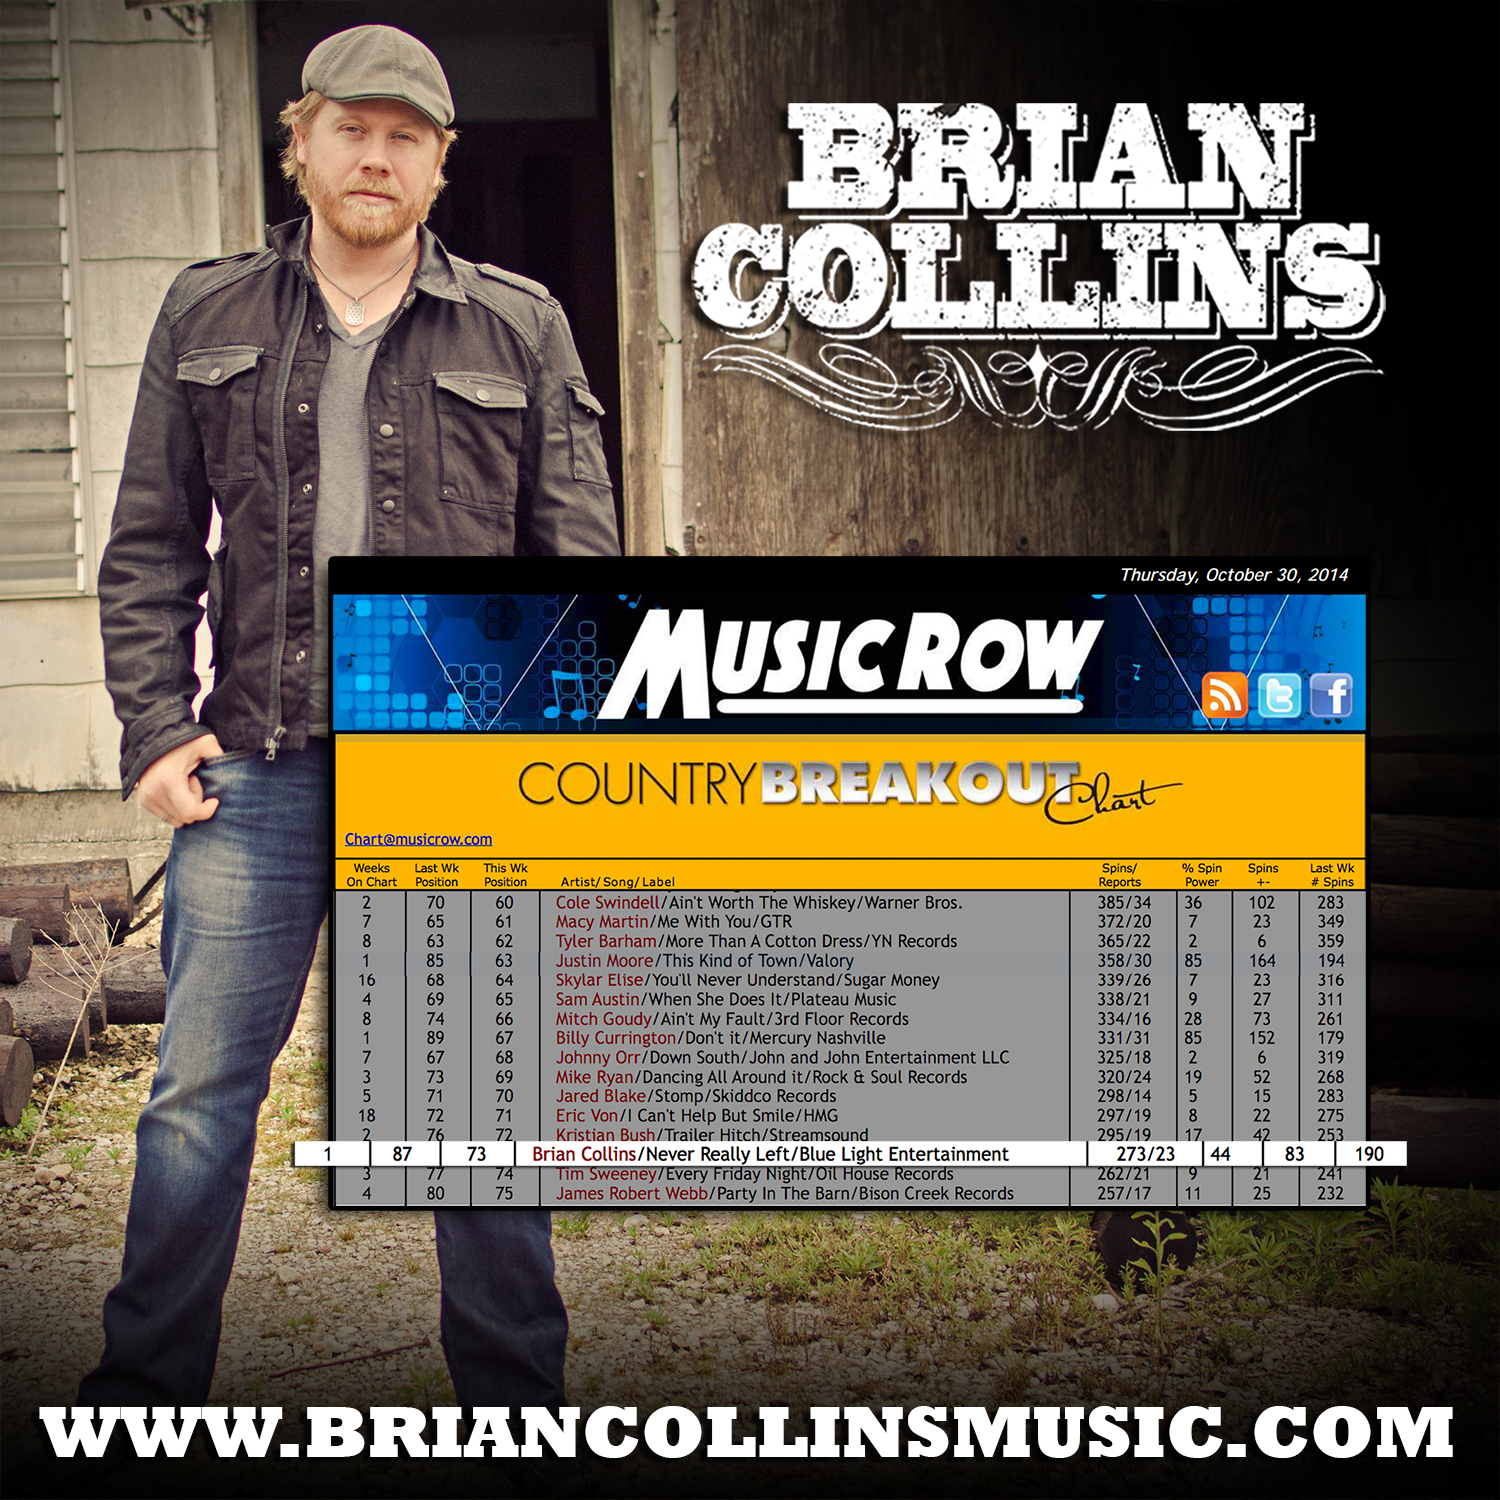 BRIAN
COLLINS
Thursday, October 30, 2014
MUSIC ROW
COUNTRY BREAKOUT Chart
Chart@musicrow.com
Weeks On Chart Last Wk Position This Wk Position Artist/Song/Label Spins/Reports % Spin Power Spins +- Last Wk # Spins
2 70 60 Cole Swindell/Ain't Worth The Whiskey/Warner Bros. 385/34 36 102 283
7 65 61 Macy Martin/Me With You/GTR 372/20 7 23 349
8 63 62 Tyler Barham/More Than A Cotton Dress/YN Records 365/22 2 6 359
1 85 63 Justin Moore/This Kind of Town/Valory 358/30 85 164 194
16 68 64 Skylar Elise/You'll Never Understand/Sugar Money 339/26 7 23 316
4 69 65 Sam Austin/When She Does It/Plateau Music 338/21 9 27 311
8 74 66 Mitch Goudy/Ain't My Fault/3rd Floor Records 334/16 28 73 261
1 89 67 Billy Currington/Don't it/Mercury Nashville 331/31 85 152 179
7 67 68 Johnny Orr/Down South/John and John Entertainment LLC 325/18 2 6 319
3 73 69 Mike Ryan/Dancing All Around it/Rock & Soul Records 320/24 19 52 268
5 71 70 Jared Blake/Stomp/Skiddco Records 298/14 5 15 283
18 72 71 Eric Von/I Can't Help But Smile/HMG 297/19 8 22 275
2 76 72 Kristian Bush/Trailer Hitch/Streamsound 295/19 17 42 253
1 87 73 Brian Collins/Never Really Left/Blue Light Entertainment 273/23 44 83 190
3 77 74 Tim Sweeney/Every Friday Night/Oil House Records 262/21 9 21 241
4 80 75 James Robert Webb/Party In The Barn/Bison Creek Records 257/17 11 25 232
WWW.BRIANCOLLINSMUSIC.COM